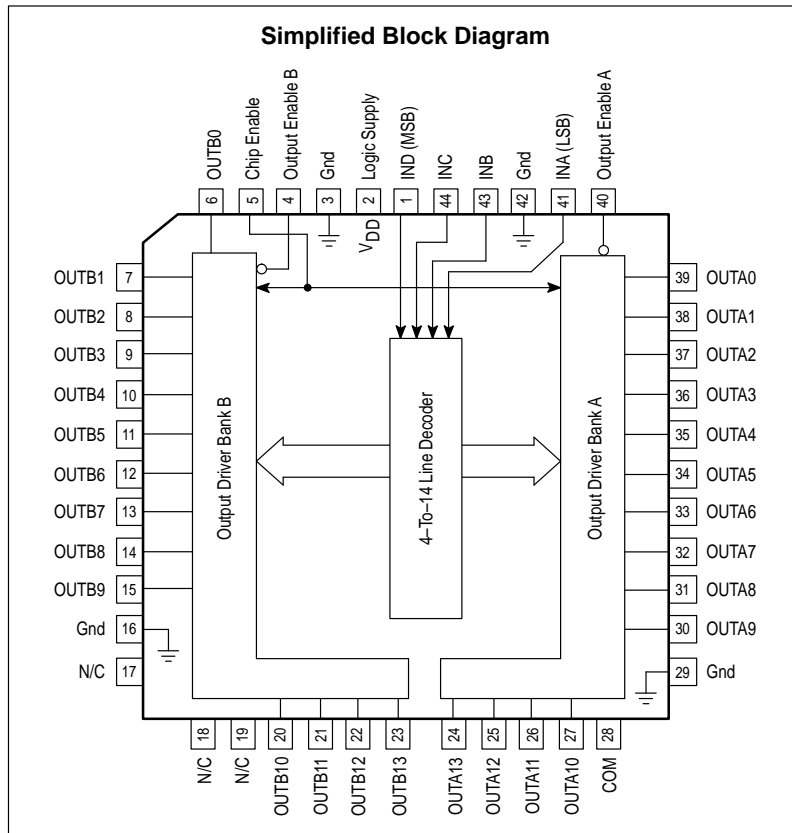 Simplified Block Diagram
OUTB0
Chip Enable
Output Enable B
Gnd
Logic Supply
IND (MSB)
INC
INB
Gnd
INA (LSB)
Output Enable A
6
5
4
3
2
1
44
43
42
41
40
VDD
OUTB1 7
OUTB2 8
OUTB3 9
OUTB4 10
OUTB5 11
OUTB6 12
OUTB7 13
OUTB8 14
OUTB9 15
Gnd 16
N/C 17
Output Driver Bank B
4–To–14 Line Decoder
Output Driver Bank A
39 OUTA0
38 OUTA1
37 OUTA2
36 OUTA3
35 OUTA4
34 OUTA5
33 OUTA6
32 OUTA7
31 OUTA8
30 OUTA9
29 Gnd
18
19
20
21
22
23
24
25
26
27
28
N/C
N/C
OUTB10
OUTB11
OUTB12
OUTB13
OUTA13
OUTA12
OUTA11
OUTA10
COM